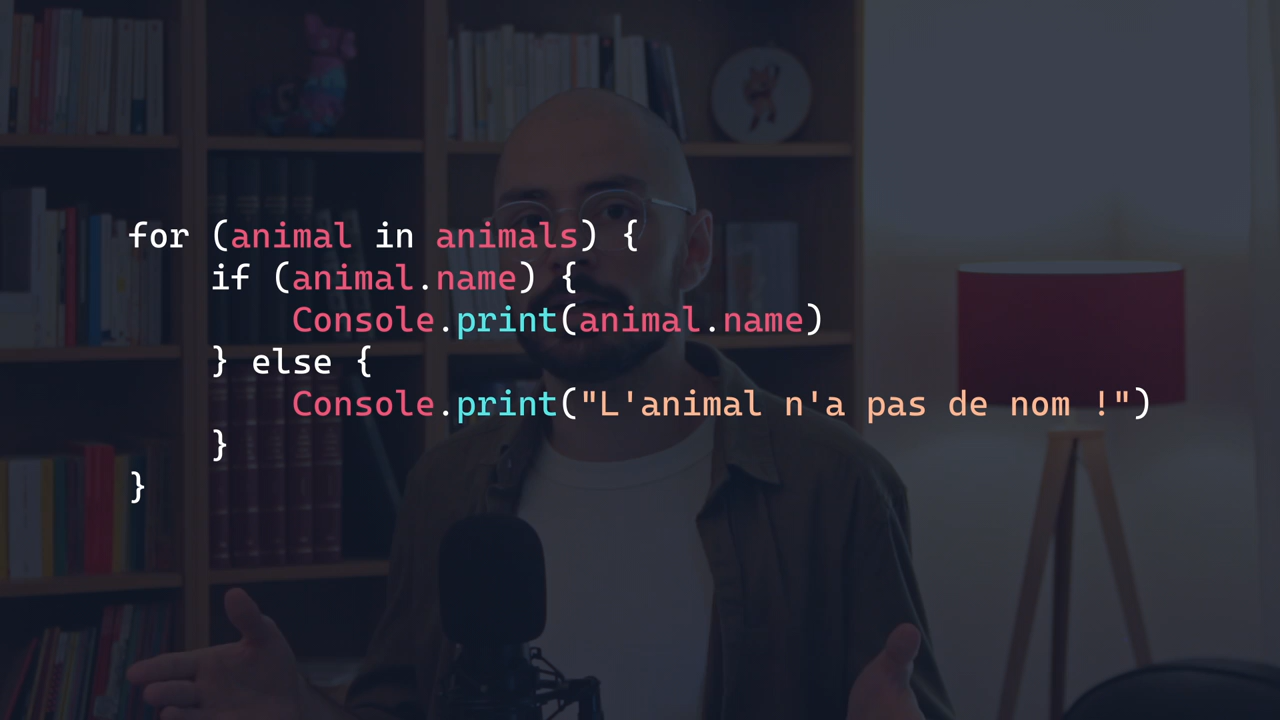 for (animal in animals) {
    if (animal.name) {
        Console.print(animal.name)
    } else {
        Console.print("L'animal n'a pas de nom !")
    }
}